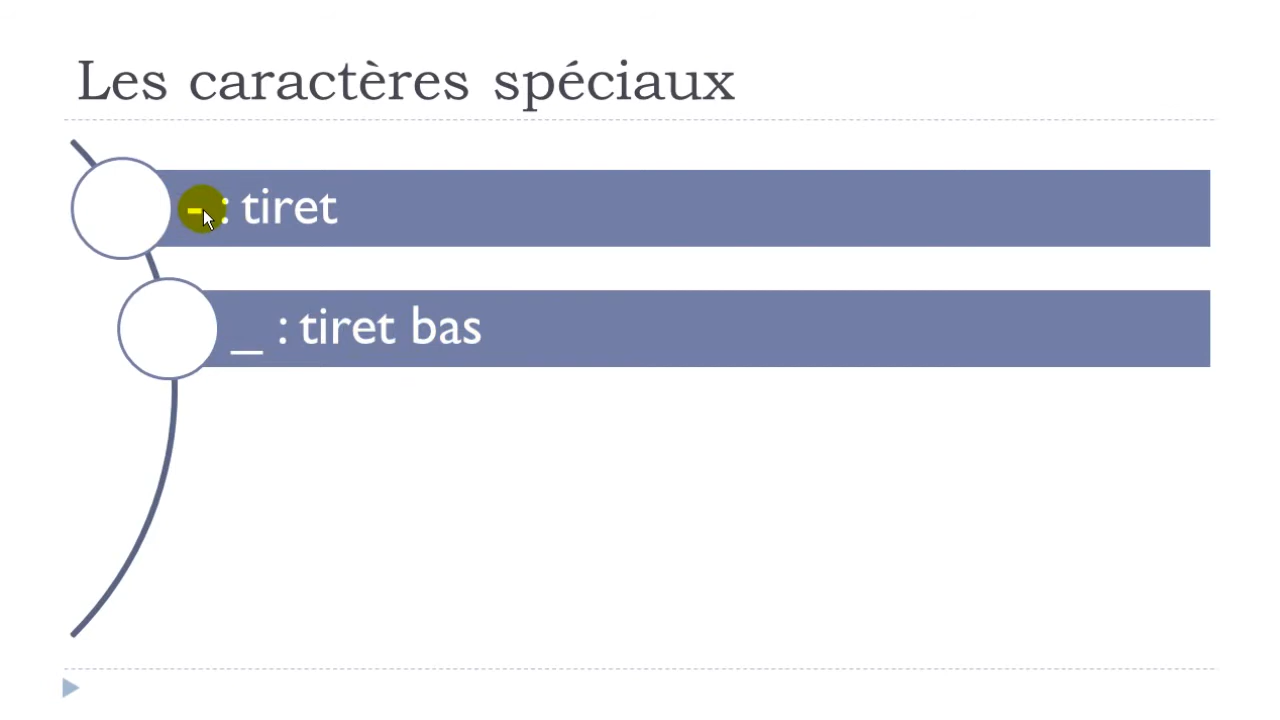 Les caractères spéciaux
- : tiret
_ : tiret bas